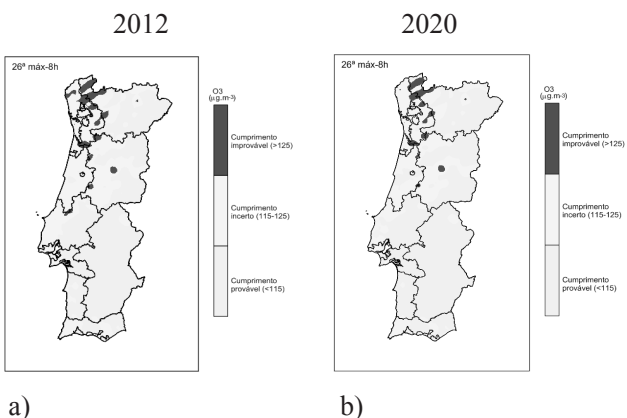 2012
2020
26ª máx-8h
O3
(µg.m-3)
Cumprimento
improvável (>125)
Cumprimento
incerto (115-125)
Cumprimento
provável (<115)
26ª máx-8h
O3
(µg.m-3)
Cumprimento
improvável (>125)
Cumprimento
incerto (115-125)
Cumprimento
provável (<115)
a)
b)